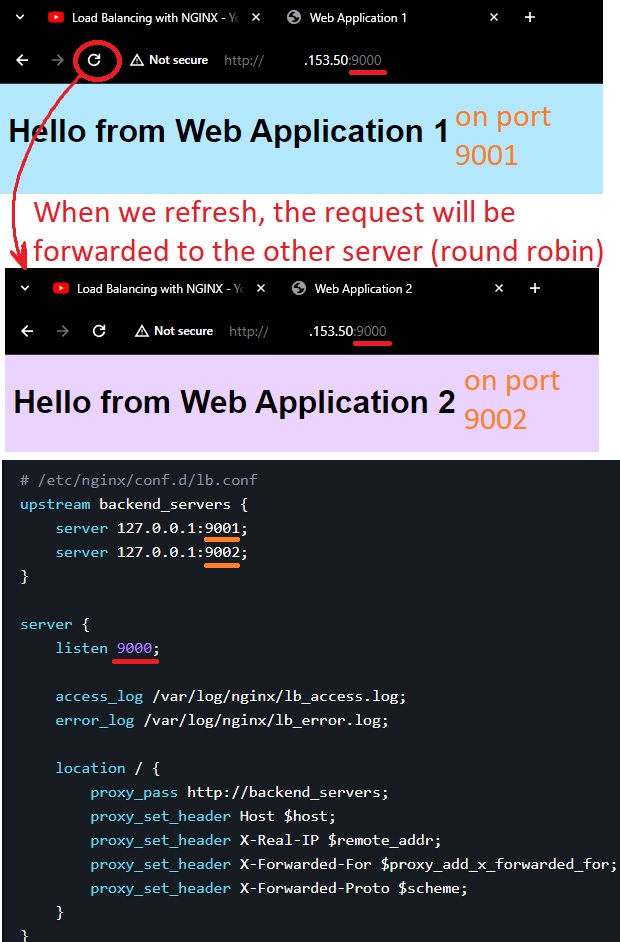 Load Balancing with NGINX - Yo
Web Application 1
Not secure http:// .153.50:9000
Hello from Web Application 1
on port
9001
When we refresh, the request will be
forwarded to the other server (round robin)
Load Balancing with NGINX - Yo
Web Application 2
Not secure http:// .153.50:9000
Hello from Web Application 2
on port
9002
# /etc/nginx/conf.d/lb.conf
upstream backend_servers {
    server 127.0.0.1:9001;
    server 127.0.0.1:9002;
}
server {
    listen 9000;
    access_log /var/log/nginx/lb_access.log;
    error_log /var/log/nginx/lb_error.log;
    location / {
        proxy_pass http://backend_servers;
        proxy_set_header Host $host;
        proxy_set_header X-Real-IP $remote_addr;
        proxy_set_header X-Forwarded-For $proxy_add_x_forwarded_for;
        proxy_set_header X-Forwarded-Proto $scheme;
    }
}